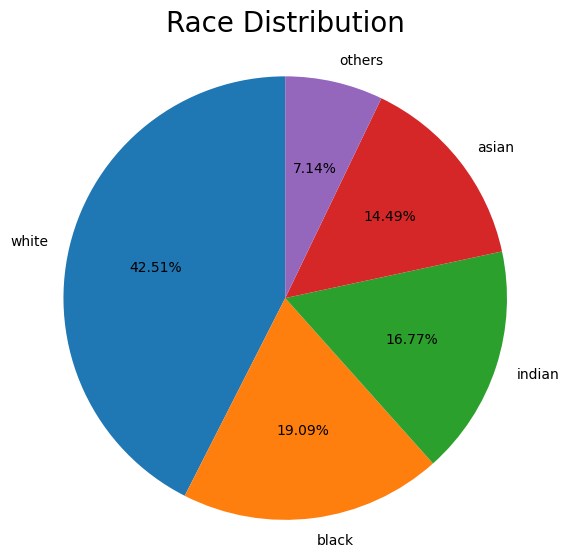 Race Distribution
others
7.14%
asian
14.49%
white
42.51%
16.77%
indian
19.09%
black